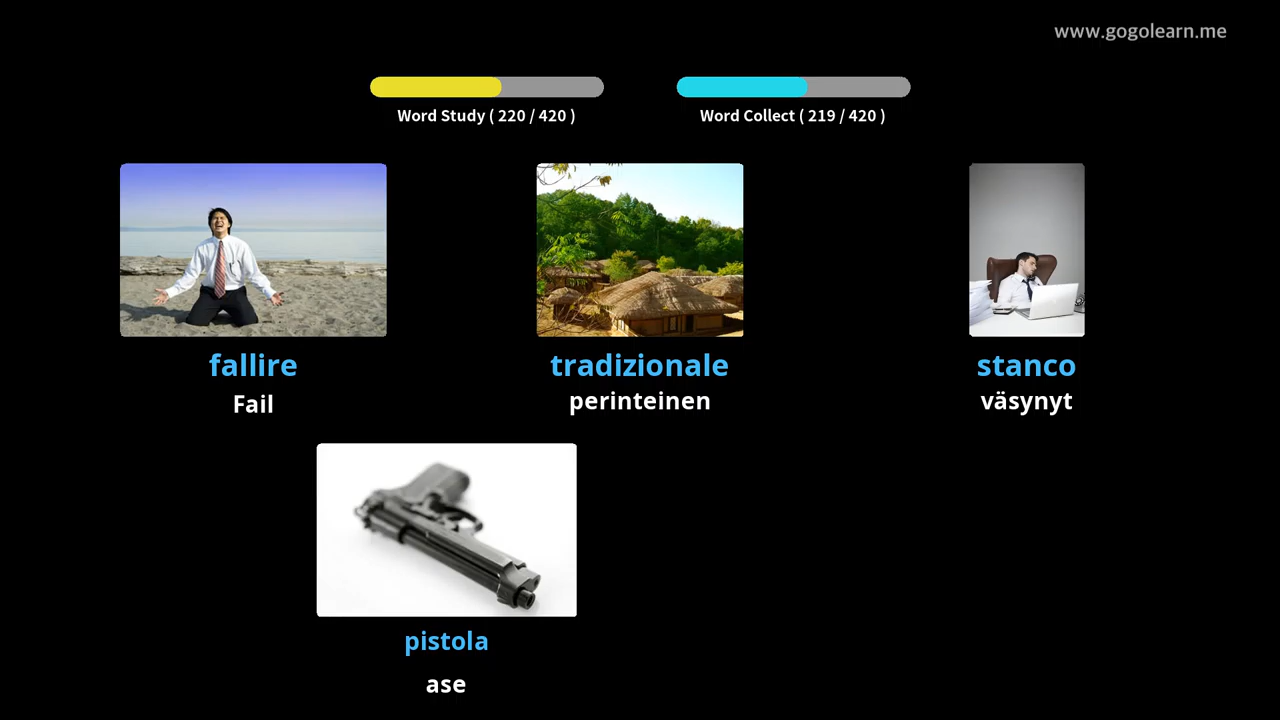 www.gogolearn.me
Word Study ( 220 / 420 )
Word Collect ( 219 / 420 )
fallire
Fail
tradizionale
perinteinen
stanco
väsynyt
pistola
ase